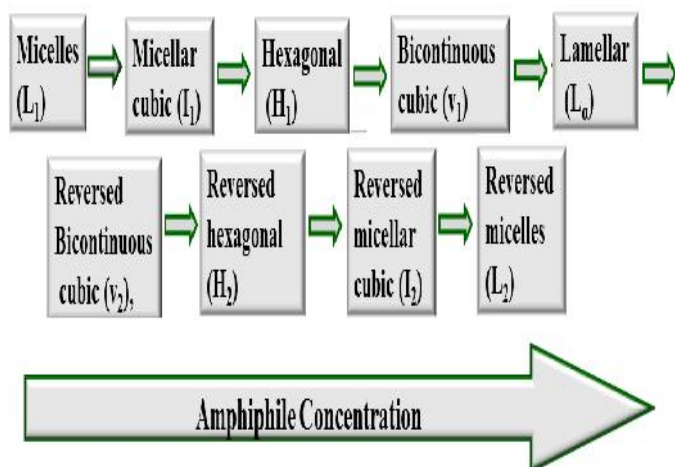 Micelles
(L₁)
Micellar
cubic (I₁)
Hexagonal
(H₁)
Bicontinuous
cubic (v₁)
Lamellar
(Lα)
Reversed
Bicontinuous
cubic (v₂),
Reversed
hexagonal
(H₂)
Reversed
micellar
cubic (I₂)
Reversed
micelles
(L₂)
Amphiphile Concentration